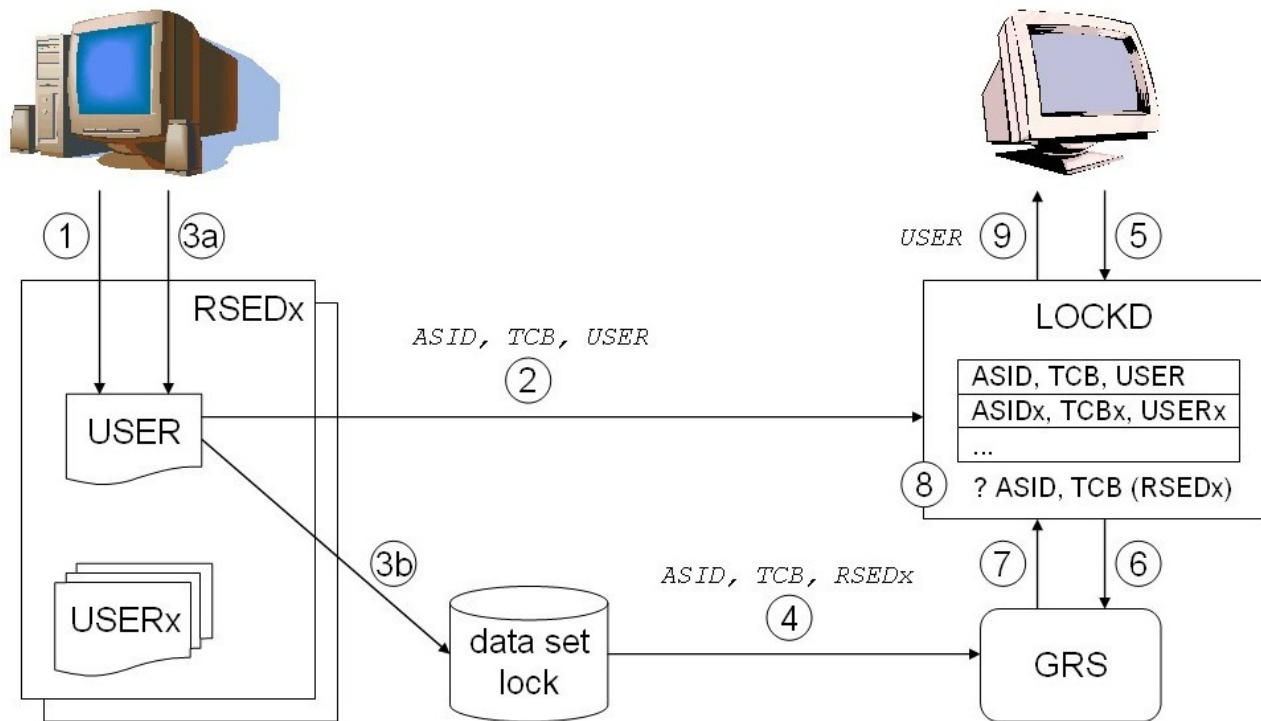 1
3a
USER
9
5
RSEDx
LOCKD
ASID, TCB, USER
2
ASID, TCB, USER
ASIDx, TCBx, USERx
...
USER
8
? ASID, TCB (RSEDx)
3b
ASID, TCB, RSEDx
4
7
6
USERx
data set
lock
GRS